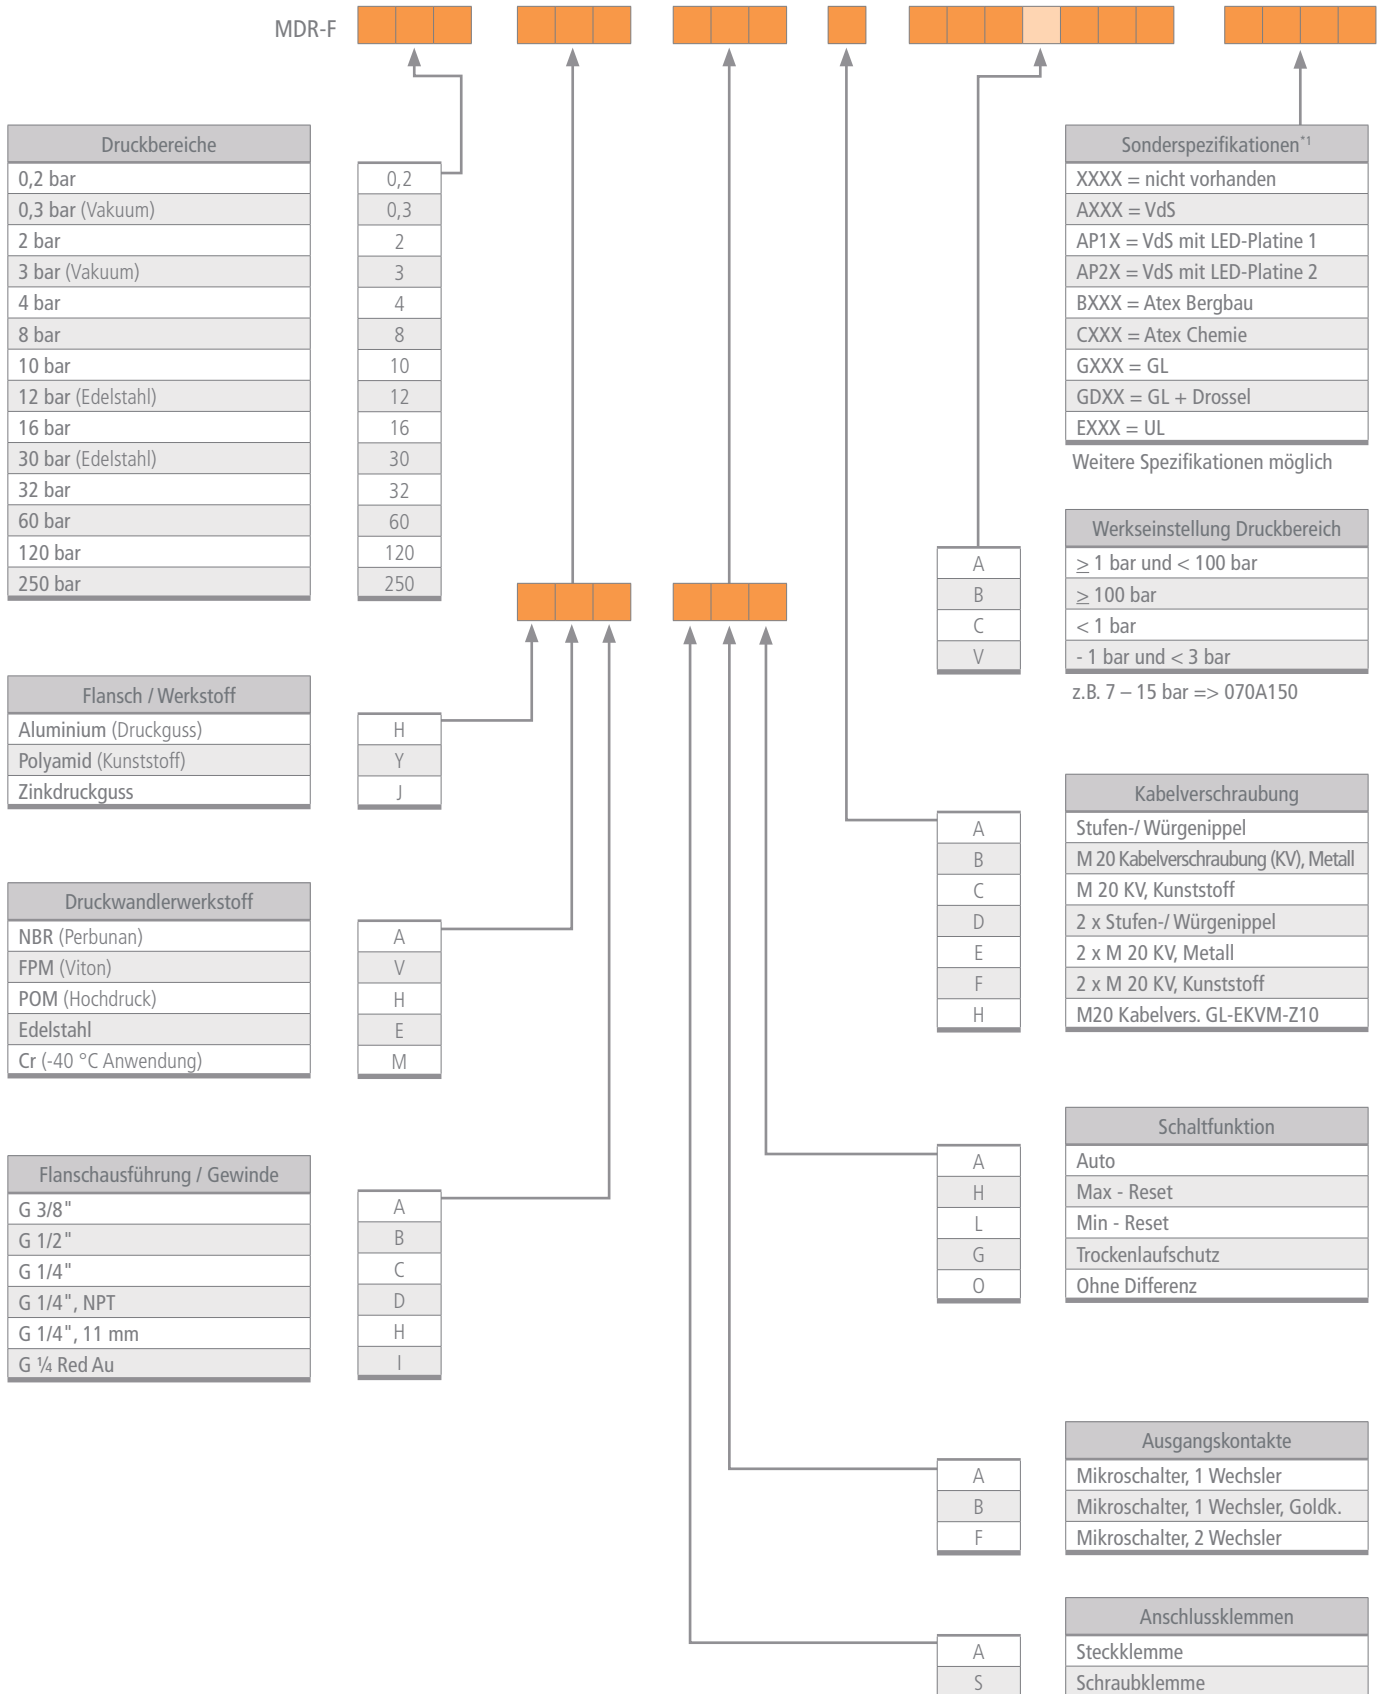 MDR-F
Druckbereiche
0,2 bar
0,3 bar (Vakuum)
2 bar
3 bar (Vakuum)
4 bar
8 bar
10 bar
12 bar (Edelstahl)
16 bar
30 bar (Edelstahl)
32 bar
60 bar
120 bar
250 bar
0,2
0,3
2
3
4
8
10
12
16
30
32
60
120
250
Flansch / Werkstoff
Aluminium (Druckguss)
Polyamid (Kunststoff)
Zinkdruckguss
H
Y
J
Druckwandlerwerkstoff
NBR (Perbunan)
FPM (Viton)
POM (Hochdruck)
Edelstahl
Cr (-40 °C Anwendung)
A
V
H
E
M
Flanschausführung / Gewinde
G 3/8"
G 1/2"
G 1/4"
G 1/4", NPT
G 1/4", 11 mm
G ¼ Red Au
A
B
C
D
H
I
Sonderspezifikationen*1
XXXX = nicht vorhanden
AXXX = VdS
AP1X = VdS mit LED-Platine 1
AP2X = VdS mit LED-Platine 2
BXXX = Atex Bergbau
CXXX = Atex Chemie
GXXX = GL
GDXX = GL + Drossel
EXXX = UL
Weitere Spezifikationen möglich
A
B
C
V
Werkseinstellung Druckbereich
≥ 1 bar und < 100 bar
≥ 100 bar
< 1 bar
- 1 bar und < 3 bar
z.B. 7 – 15 bar => 070A150
A
B
C
D
E
F
H
Kabelverschraubung
Stufen-/ Würgenippel
M 20 Kabelverschraubung (KV), Metall
M 20 KV, Kunststoff
2 x Stufen-/ Würgenippel
2 x M 20 KV, Metall
2 x M 20 KV, Kunststoff
M20 Kabelvers. GL-EKVM-Z10
A
H
L
G
O
Schaltfunktion
Auto
Max - Reset
Min - Reset
Trockenlaufschutz
Ohne Differenz
A
B
F
Ausgangskontakte
Mikroschalter, 1 Wechsler
Mikroschalter, 1 Wechsler, Goldk.
Mikroschalter, 2 Wechsler
A
S
Anschlussklemmen
Steckklemme
Schraubklemme